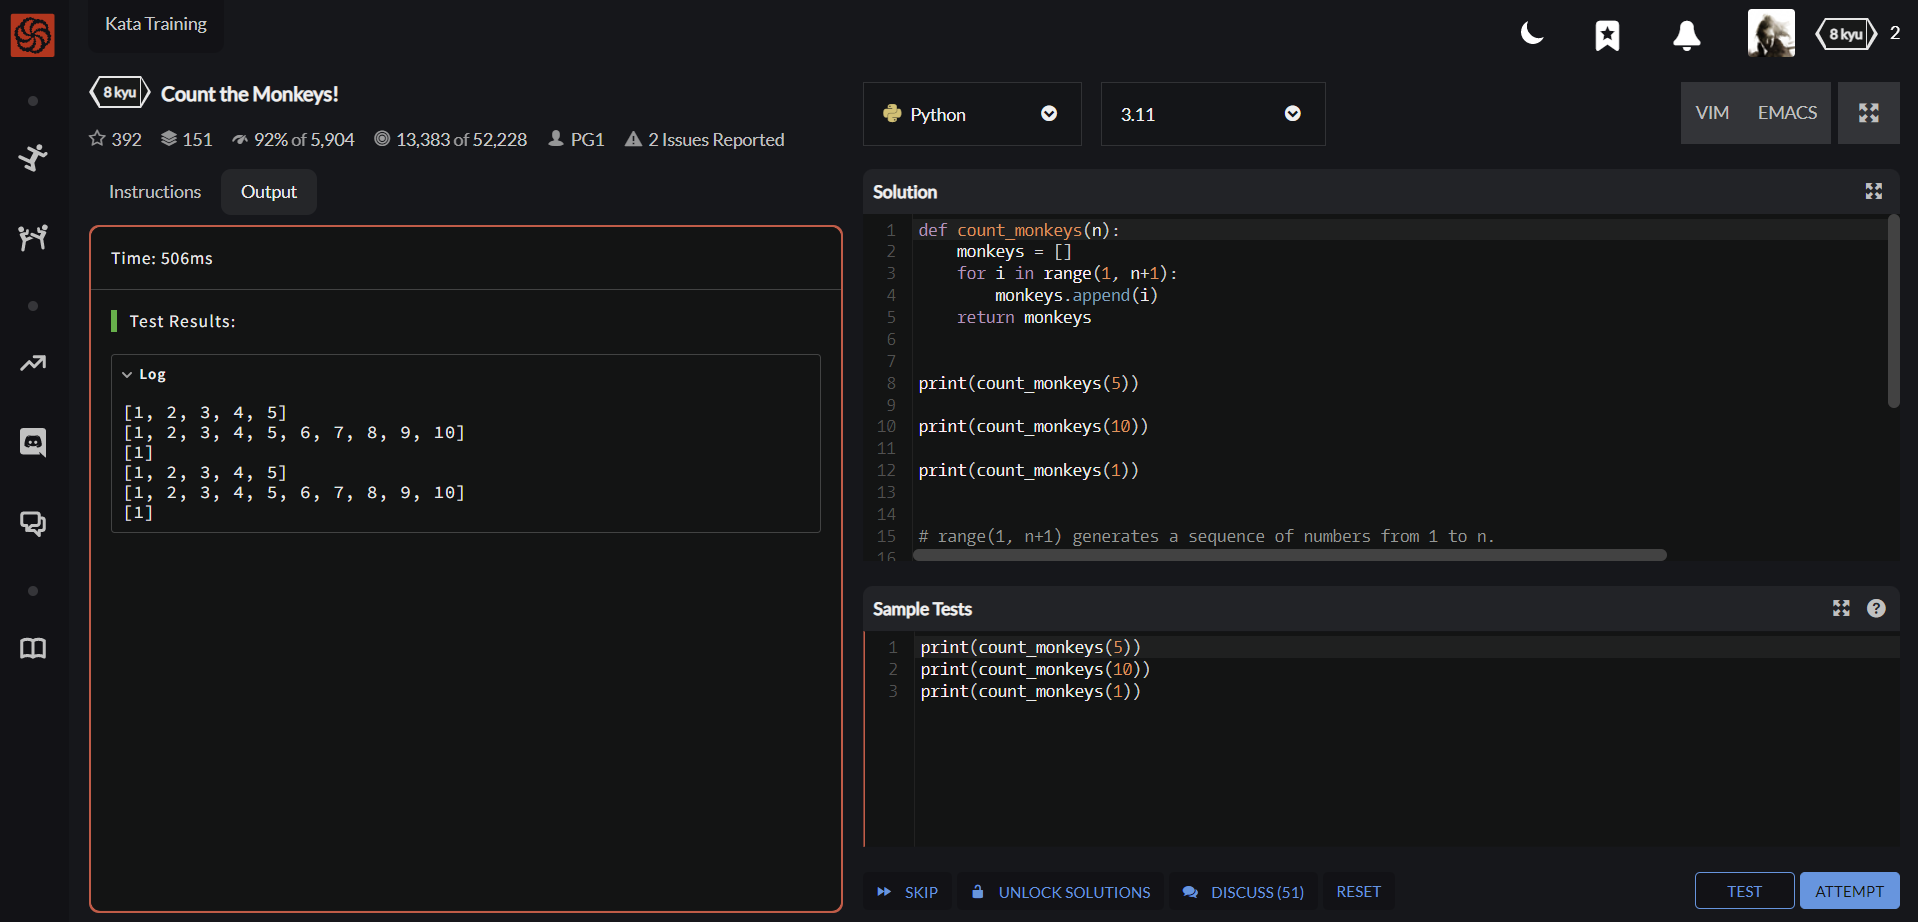 Kata Training
8 kyu
2
8 kyu
Count the Monkeys!
392
151
92% of 5,904
13,383 of 52,228
PG1
2 Issues Reported
Instructions
Output
Time: 506ms
Test Results:
Log
[1, 2, 3, 4, 5]
[1, 2, 3, 4, 5, 6, 7, 8, 9, 10]
[1]
[1, 2, 3, 4, 5]
[1, 2, 3, 4, 5, 6, 7, 8, 9, 10]
[1]
Python
3.11
VIM
EMACS
Solution
1 def count_monkeys(n):
2     monkeys = []
3     for i in range(1, n+1):
4         monkeys.append(i)
5     return monkeys
6
7
8 print(count_monkeys(5))
9
10 print(count_monkeys(10))
11
12 print(count_monkeys(1))
13
14
15 # range(1, n+1) generates a sequence of numbers from 1 to n.
16
Sample Tests
?
1 print(count_monkeys(5))
2 print(count_monkeys(10))
3 print(count_monkeys(1))
SKIP
UNLOCK SOLUTIONS
DISCUSS (51)
RESET
TEST
ATTEMPT